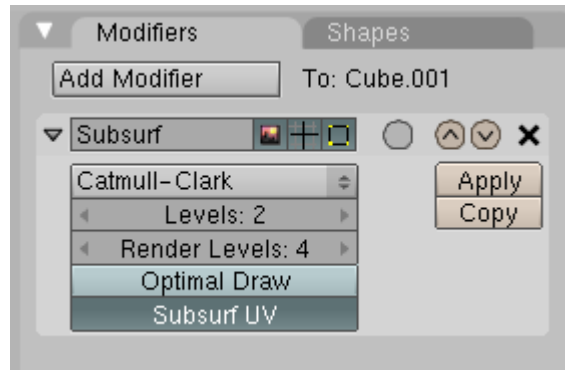 Modifiers Shapes
Add Modifier To: Cube.001
Subsurf
Catmull-Clark Apply
Levels: 2 Copy
Render Levels: 4
Optimal Draw
Subsurf UV